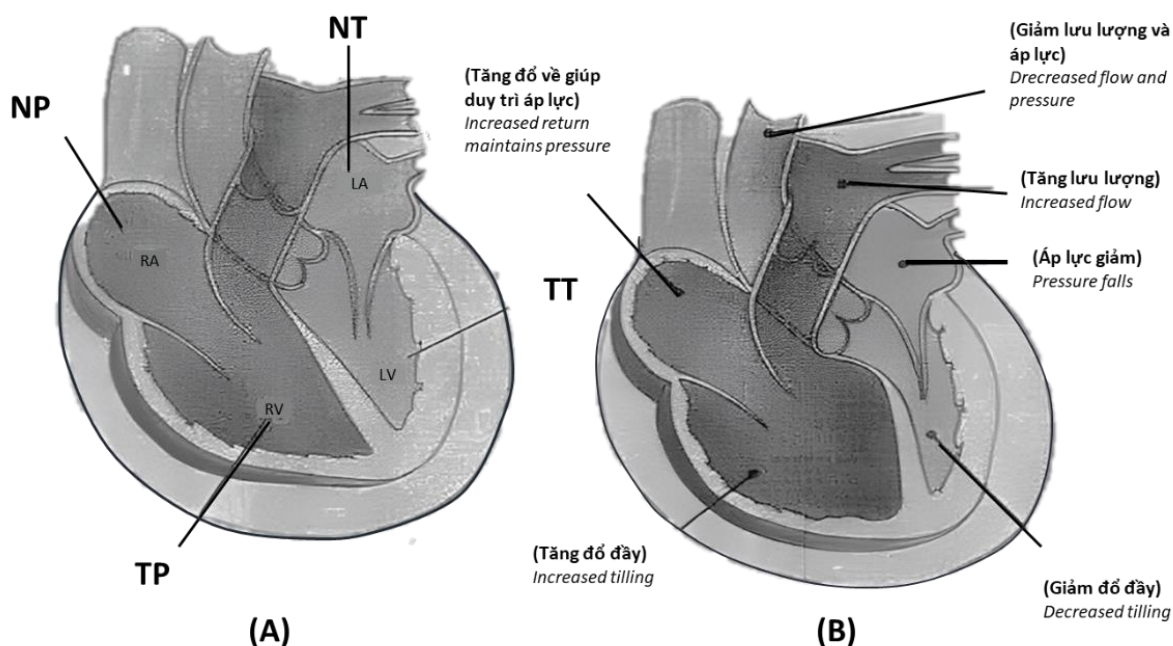 NT
NP
LA
RA
LV
RV
TP
(A)
(Tăng đổ về giúp
duy trì áp lực)
Increased return
maintains pressure
TT
(Giảm lưu lượng và
áp lực)
Drecreased flow and
pressure
(Tăng lưu lượng)
Increased flow
(Áp lực giảm)
Pressure falls
(Tăng đổ đầy)
Increased tilling
(Giảm đổ đầy)
Decreased tilling
(B)